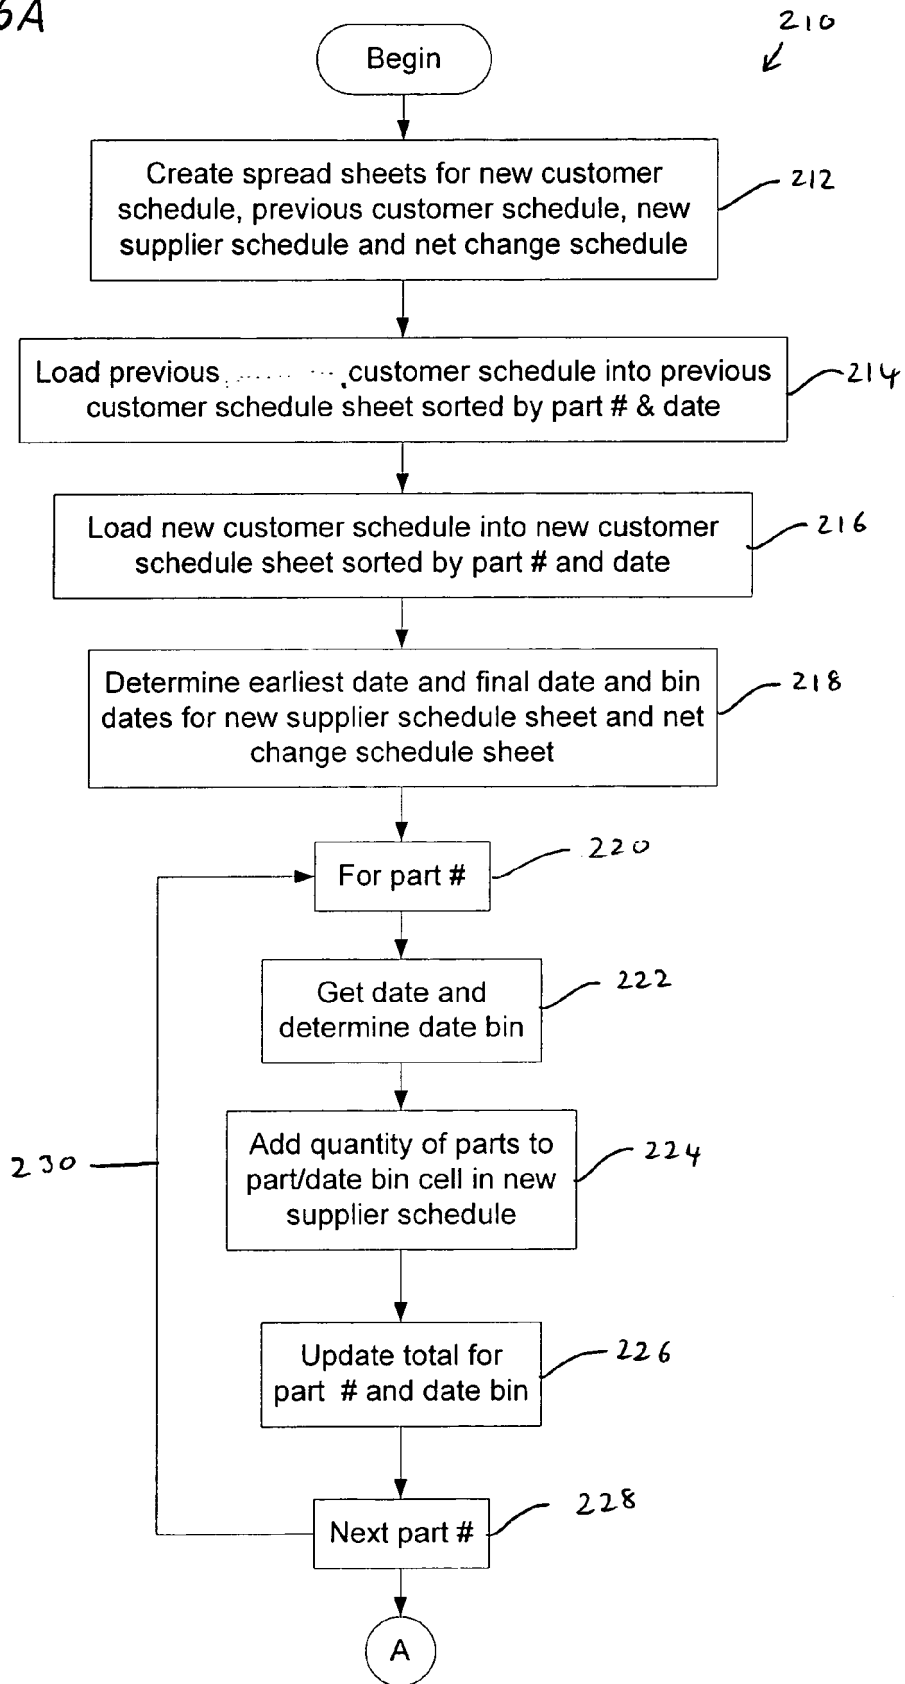 6A
210
Begin
Create spread sheets for new customer
schedule, previous customer schedule, new
supplier schedule and net change schedule
212
Load previous customer schedule into previous
customer schedule sheet sorted by part # & date
214
Load new customer schedule into new customer
schedule sheet sorted by part # and date
216
Determine earliest date and final date and bin
dates for new supplier schedule sheet and net
change schedule sheet
218
For part #
220
Get date and
determine date bin
222
Add quantity of parts to
part/date bin cell in new
supplier schedule
224
230
Update total for
part # and date bin
226
Next part #
228
A